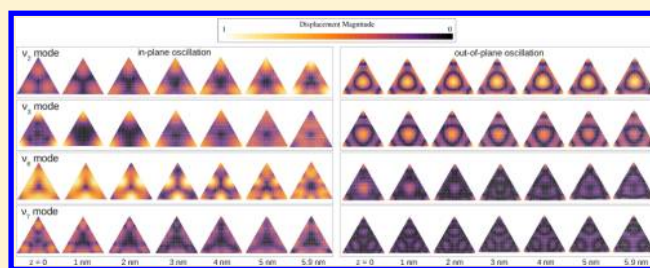 Displacement Magnitude
1 0
in-plane oscillation out-of-plane oscillation
ν2 mode
ν3 mode
ν6 mode
ν7 mode
z = 0 1 nm 2 nm 3 nm 4 nm 5 nm 5.9 nm z = 0 1 nm 2 nm 3 nm 4 nm 5 nm 5.9 nm